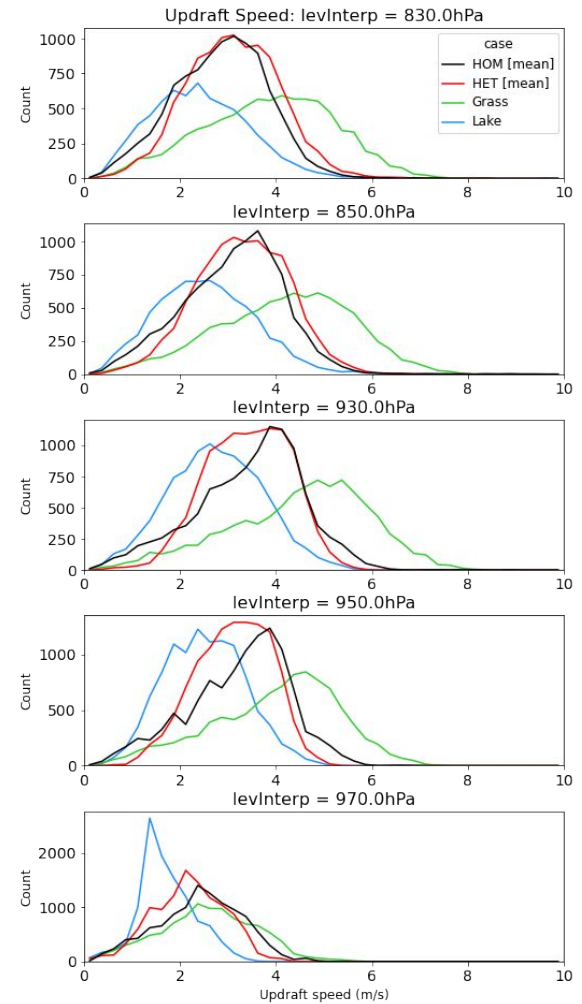 Updraft Speed: levInterp = 830.0hPa
1000
750
500
250
0
Count
case
HOM [mean]
HET [mean]
Grass
Lake
0 2 4 6 8 10
levInterp = 850.0hPa
1000
750
500
250
0
Count
0 2 4 6 8 10
levInterp = 930.0hPa
1000
750
500
250
0
Count
0 2 4 6 8 10
levInterp = 950.0hPa
1000
500
0
Count
0 2 4 6 8 10
levInterp = 970.0hPa
2000
1000
0
Count
0 2 4 6 8 10
Updraft speed (m/s)